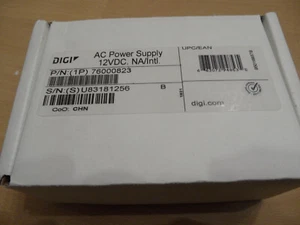 DIGI
AC Power Supply
12VDC, NA/Intl.
UPC/EAN
P/N:(1P) 76000823
S/N:(S)U83181256
B
digi.com
CoO: CHN